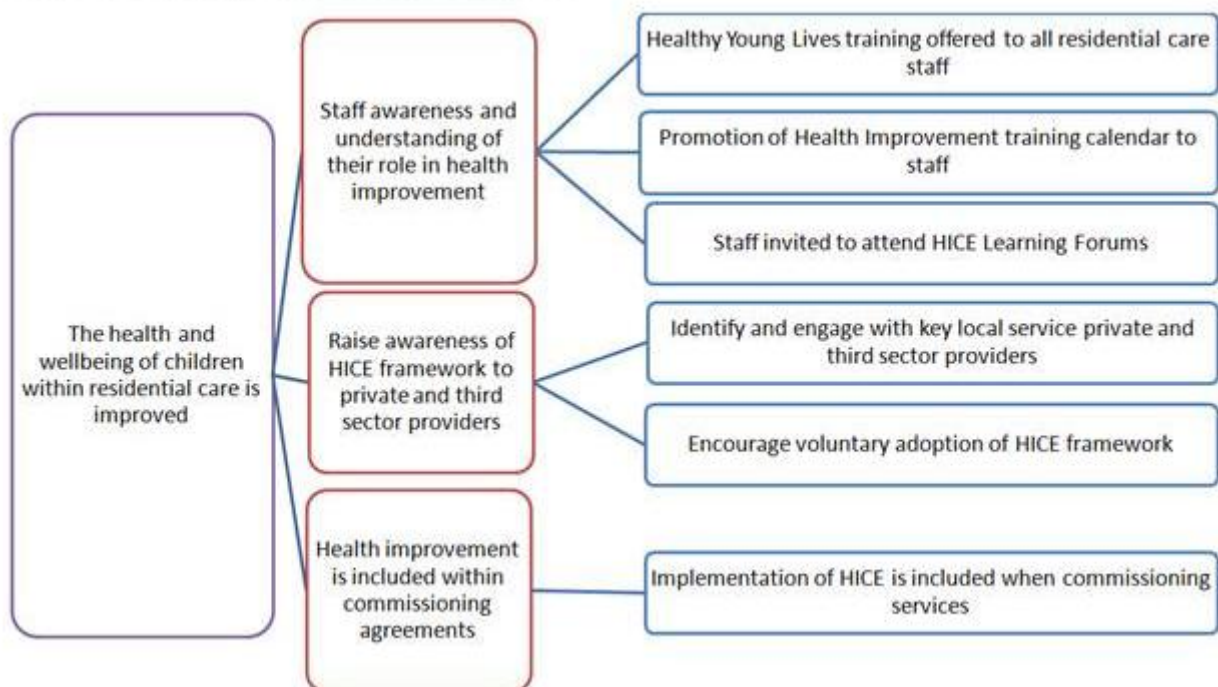 The health and
wellbeing of children
within residential care is
improved
Staff awareness and
understanding of
their role in health
improvement
Raise awareness of
HICE framework to
private and third
sector providers
Health improvement
is included within
commissioning
agreements
Healthy Young Lives training offered to all residential care
staff
Promotion of Health Improvement training calendar to
staff
Staff invited to attend HICE Learning Forums
Identify and engage with key local service private and
third sector providers
Encourage voluntary adoption of HICE framework
Implementation of HICE is included when commissioning
services